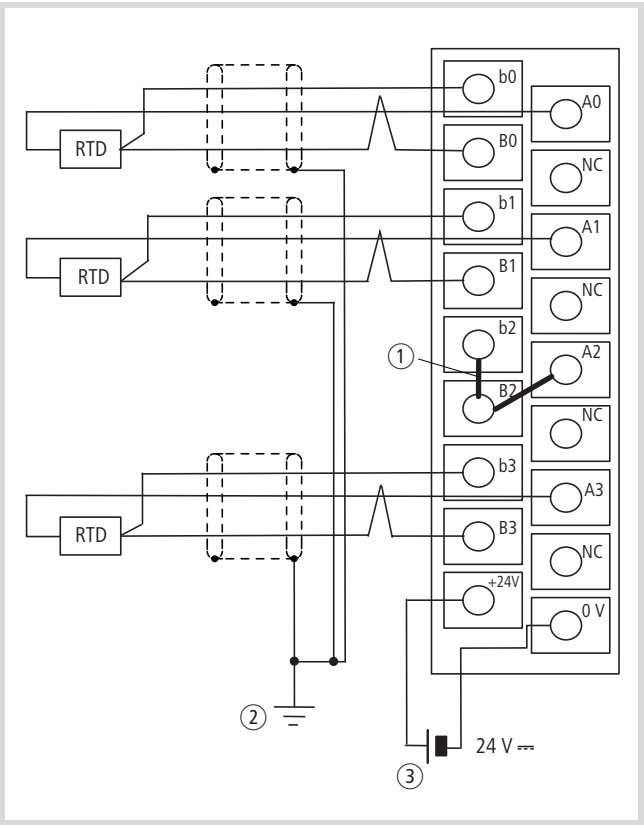 b0
A0
RTD
B0
NC
b1
A1
RTD
B1
NC
b2
①
A2
B2
NC
b3
A3
RTD
B3
NC
+24V
0 V
②
24 V ⎓
③